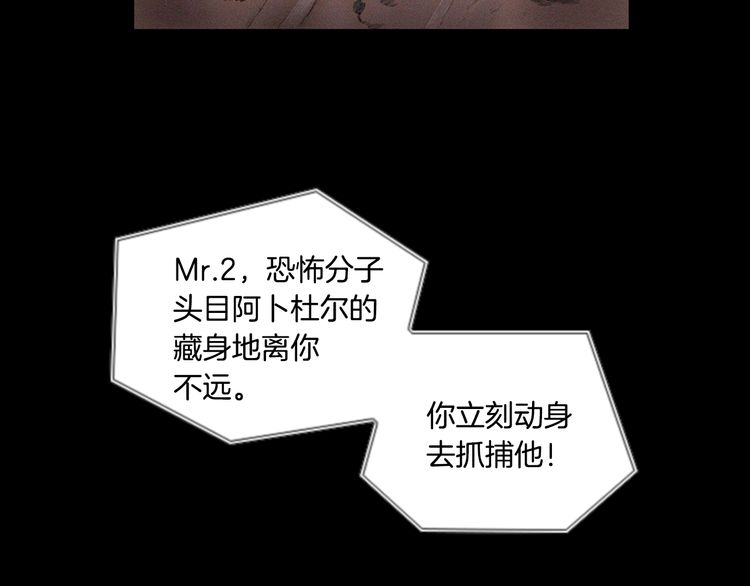 Mr.2，恐怖分子
头目阿卜杜尔的
藏身地离你
不远。
你立刻动身
去抓捕他！